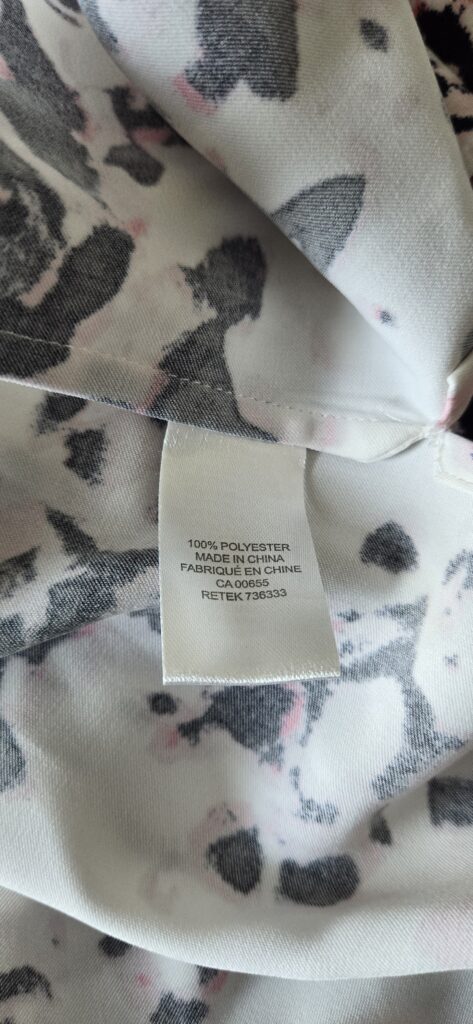 100% POLYESTER
MADE IN CHINA
FABRIQUÉ EN CHINE
CA 00655
RETEK 736333